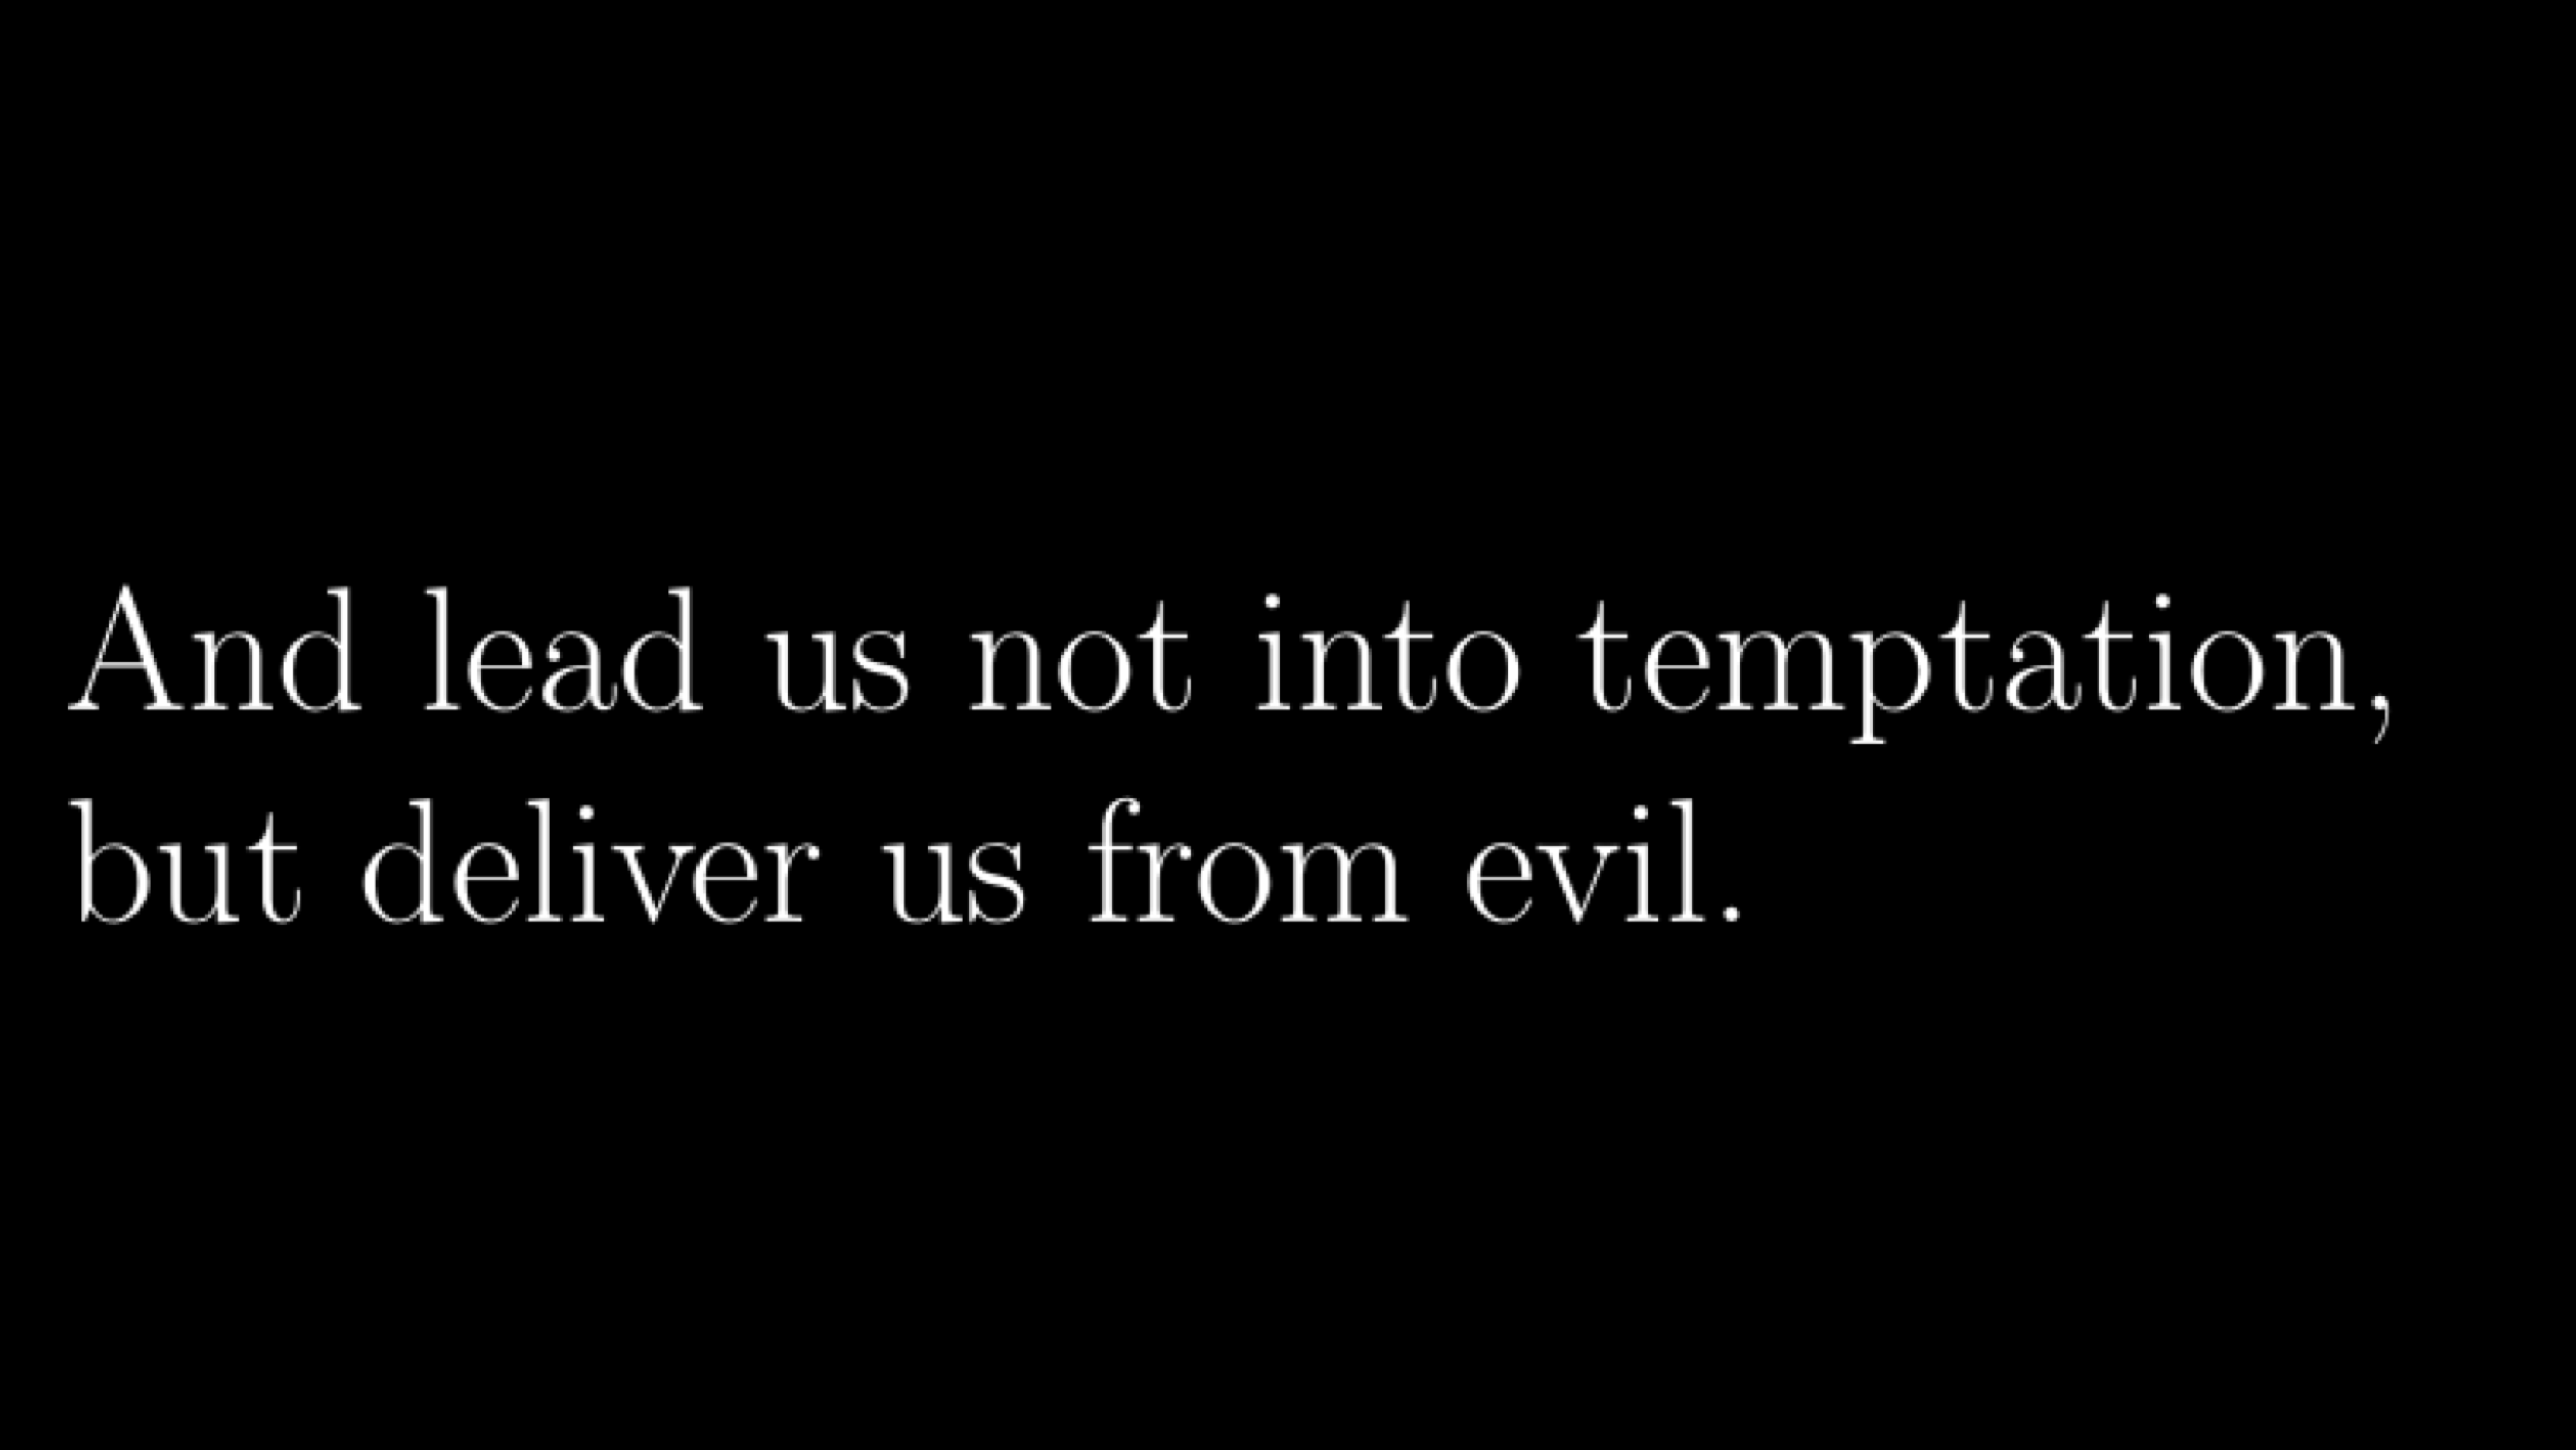 And lead us not into temptation,
but deliver us from evil.